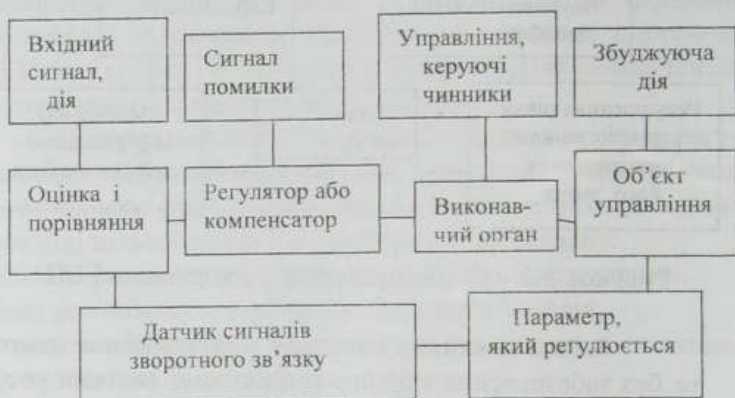 Вхідний
сигнал,
дія
Сигнал
помилки
Управління,
керуючі
чинники
Збуджуюча
дія
Оцінка і
порівняння
Регулятор або
компенсатор
Виконав-
чий орган
Об’єкт
управління
Датчик сигналів
зворотного зв’язку
Параметр,
який регулюється